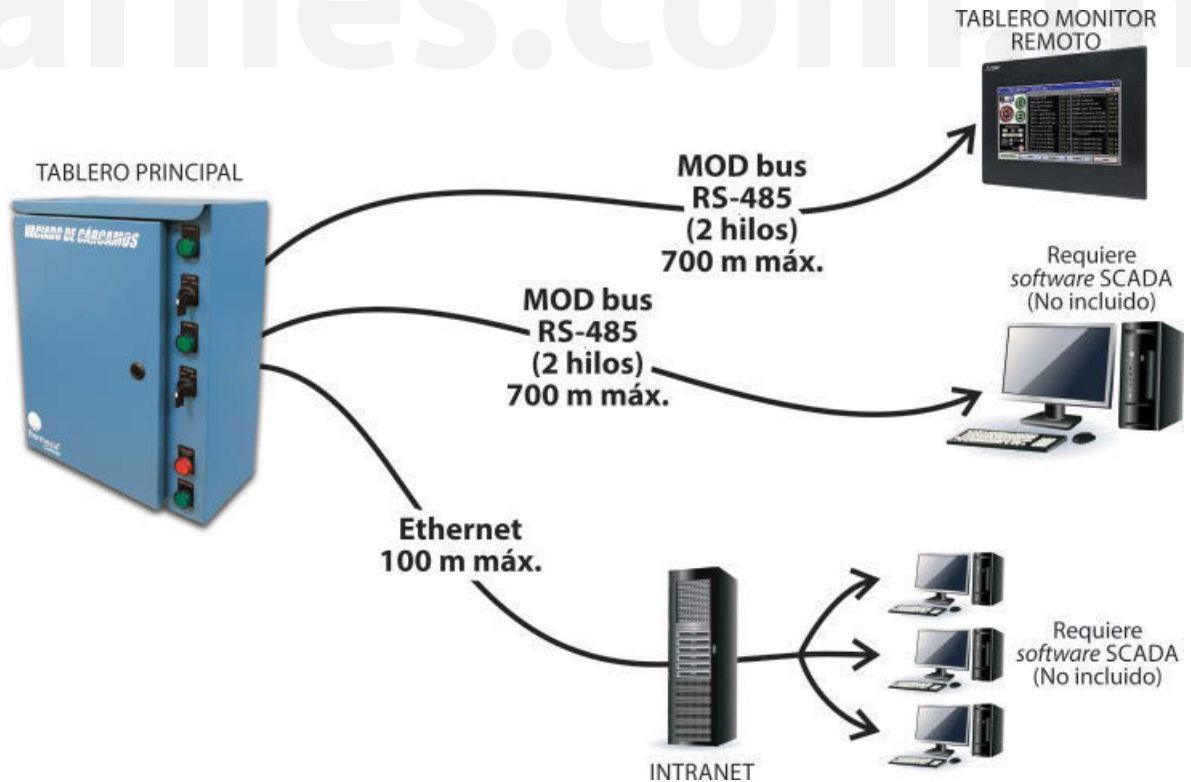 TABLERO MONITOR
REMOTO
TABLERO PRINCIPAL
VACIADO DE CÁRCAMOS
MOD bus
RS-485
(2 hilos)
700 m máx.
Requiere
software SCADA
(No incluido)
MOD bus
RS-485
(2 hilos)
700 m máx.
Ethernet
100 m máx.
Requiere
software SCADA
(No incluido)
INTRANET